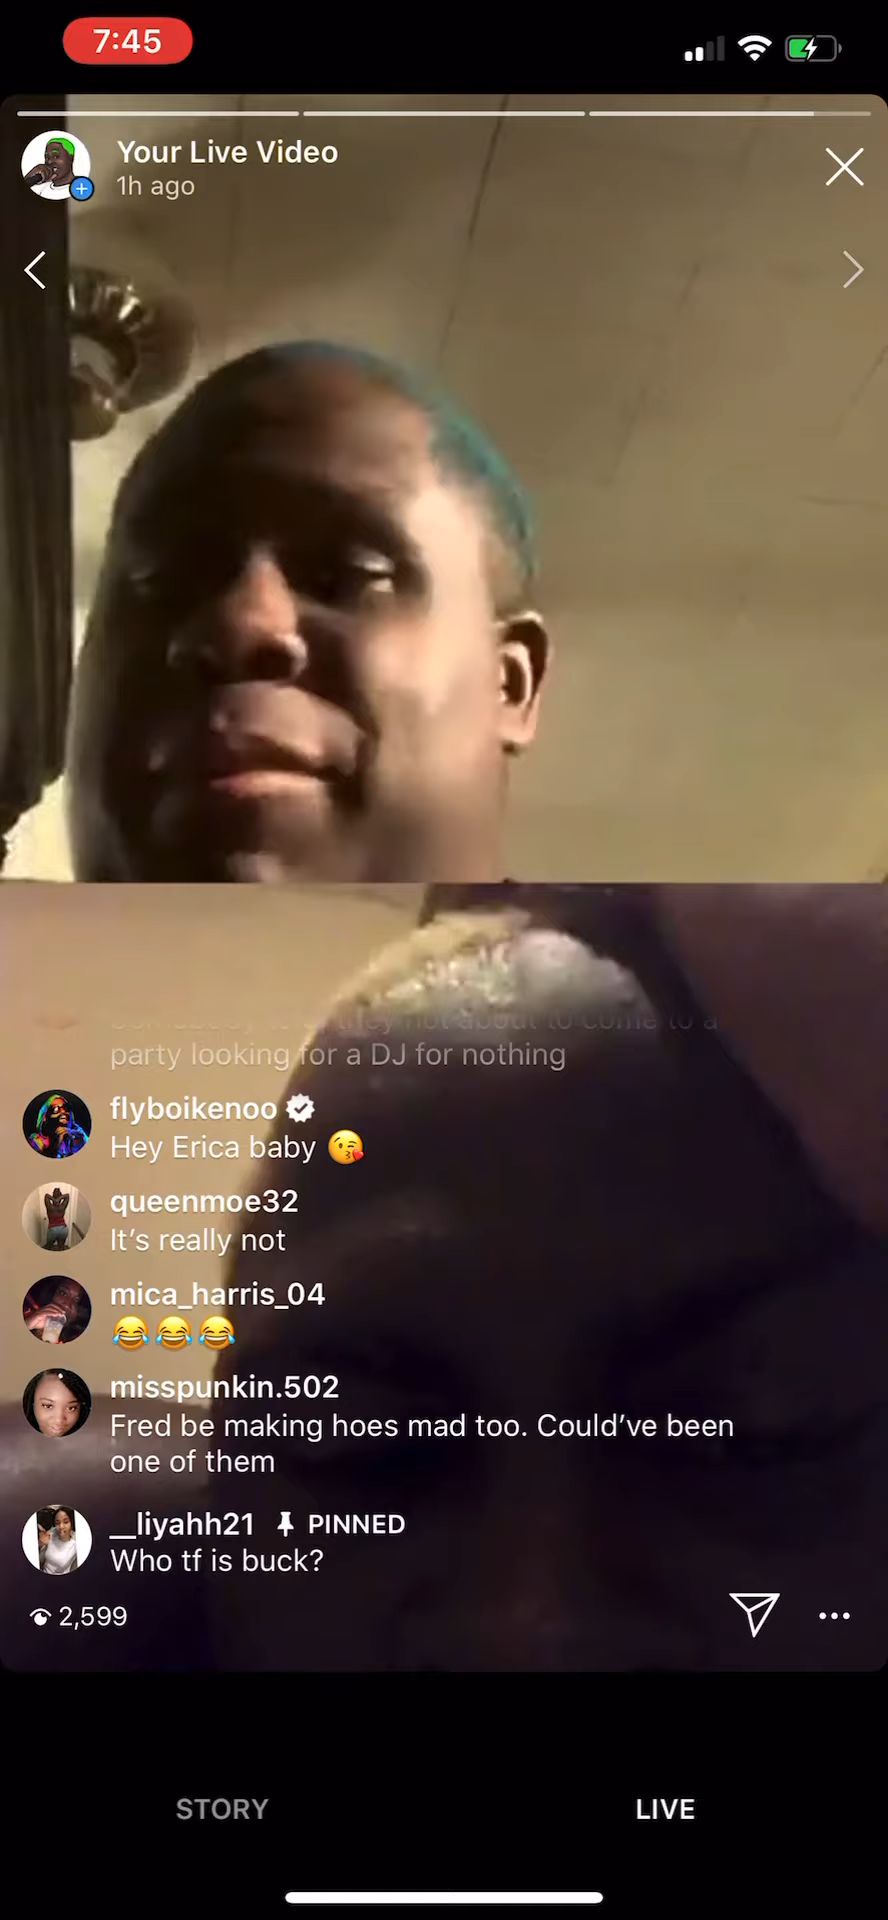 7:45
Your Live Video
1h ago
party looking for a DJ for nothing
flyboikenoo
Hey Erica baby 😘
queenmoe32
It's really not
mica_harris_04
😂😂😂
misspunkin.502
Fred be making hoes mad too. Could've been
one of them
__liyahh21 PINNED
Who tf is buck?
2,599
STORY
LIVE